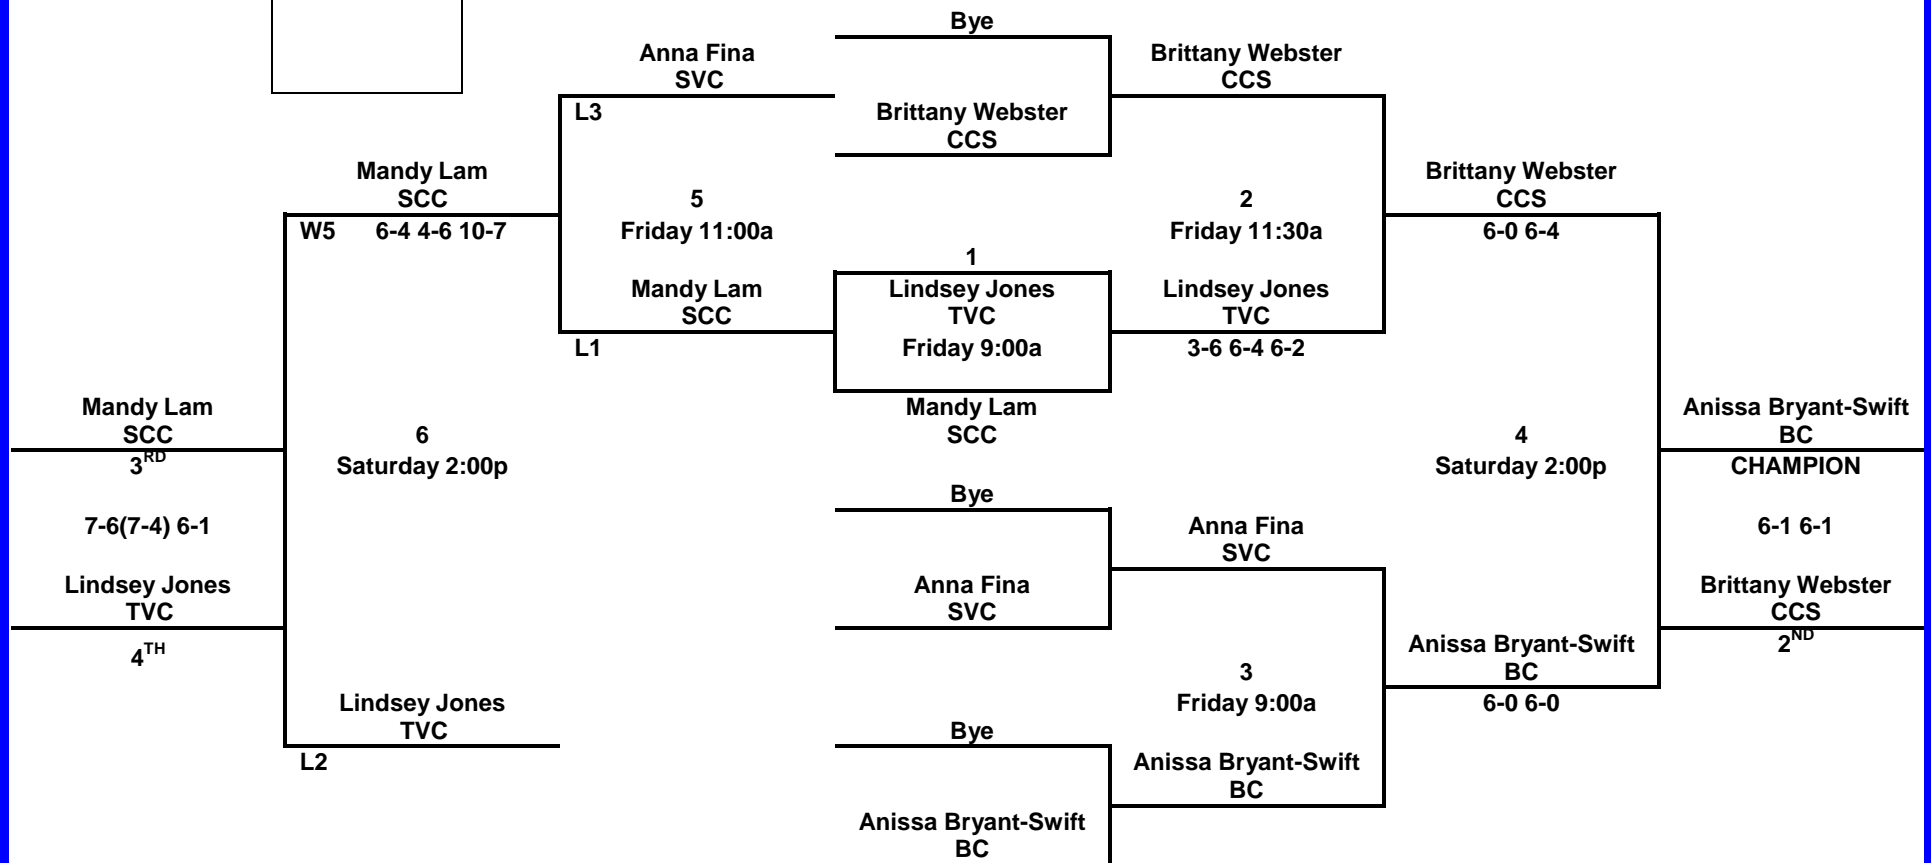 Bye
Anna Fina
SVC
Brittany Webster
CCS
L3
Brittany Webster
CCS
Mandy Lam
SCC
5
2
Brittany Webster
CCS
W5 6-4 4-6 10-7
Friday 11:00a
Friday 11:30a
6-0 6-4
1
Mandy Lam
SCC
Lindsey Jones
TVC
Lindsey Jones
TVC
L1
Friday 9:00a
3-6 6-4 6-2
Mandy Lam
SCC
Mandy Lam
SCC
Anissa Bryant-Swift
BC
6
4
3RD
Saturday 2:00p
Saturday 2:00p
CHAMPION
Bye
7-6(7-4) 6-1
Anna Fina
SVC
6-1 6-1
Lindsey Jones
TVC
Anna Fina
SVC
Brittany Webster
CCS
4TH
2ND
3
Anissa Bryant-Swift
BC
Lindsey Jones
TVC
Friday 9:00a
6-0 6-0
Bye
L2
Anissa Bryant-Swift
BC
Anissa Bryant-Swift
BC